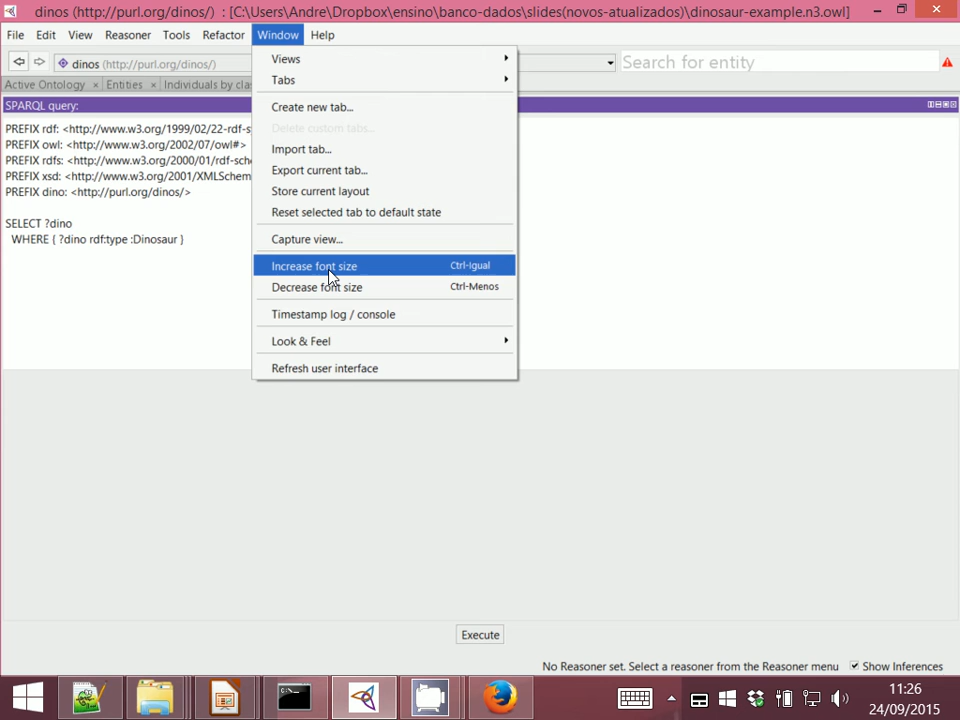 dinos (http://purl.org/dinos/) : [C:\Users\Andre\Dropbox\ensino\banco-dados\slides(novos-atualizados)\dinosaur-example.n3.owl]
File Edit View Reasoner Tools Refactor Window Help
dinos (http://purl.org/dinos/)
Search for entity
Active Ontology × Entities × Individuals by cla
SPARQL query:
PREFIX rdf: <http://www.w3.org/1999/02/22-rdf-s
PREFIX owl: <http://www.w3.org/2002/07/owl#>
PREFIX rdfs: <http://www.w3.org/2000/01/rdf-sche
PREFIX xsd: <http://www.w3.org/2001/XMLSchem
PREFIX dino: <http://purl.org/dinos/>
SELECT ?dino
WHERE { ?dino rdf:type :Dinosaur }
Views
Tabs
Create new tab...
Delete custom tabs...
Import tab...
Export current tab...
Store current layout
Reset selected tab to default state
Capture view...
Increase font size Ctrl-Igual
Decrease font size Ctrl-Menos
Timestamp log / console
Look & Feel
Refresh user interface
Execute
No Reasoner set. Select a reasoner from the Reasoner menu Show Inferences
11:26
24/09/2015